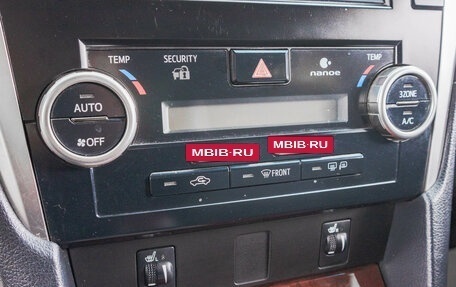 TEMP
SECURITY
nanoe
TEMP
AUTO
OFF
3ZONE
A/C
MBIB-RU
MBIB-RU
FRONT